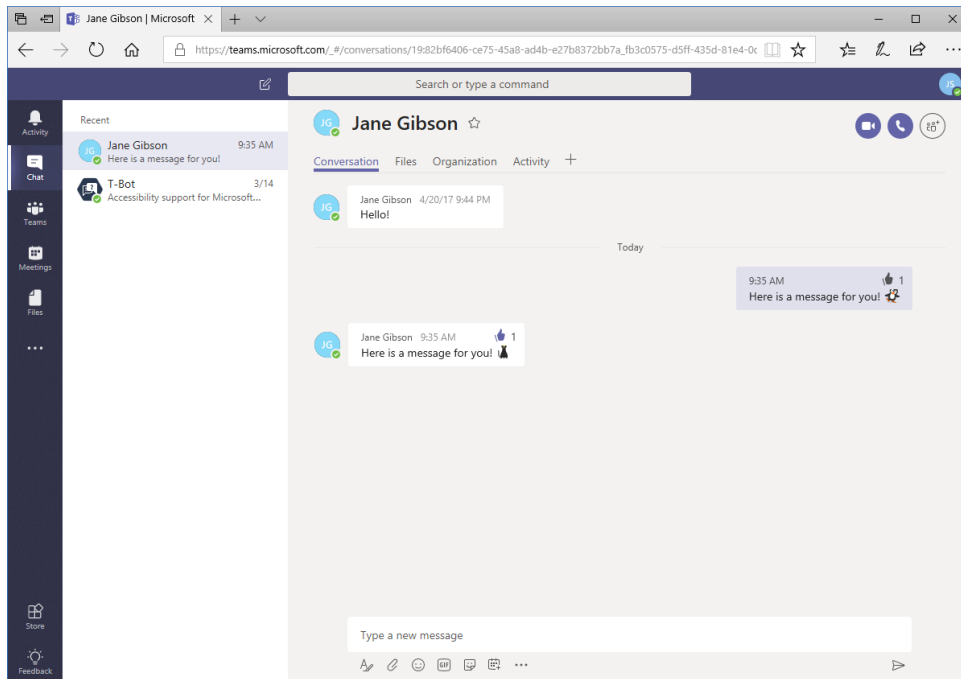 Jane Gibson | Microsoft
https://teams.microsoft.com/_#/conversations/19:82bf6406-ce75-45a8-ad4b-e27b8372bb7a_fb3c0575-d5ff-435d-81e4-0c
Search or type a command
JS
Activity
Chat
Teams
Meetings
Files
Store
Feedback
Recent
JG
Jane Gibson 9:35 AM
Here is a message for you!
T-Bot 3/14
Accessibility support for Microsoft...
JG Jane Gibson
Conversation Files Organization Activity
JG
Jane Gibson 4/20/17 9:44 PM
Hello!
Today
9:35 AM 1
Here is a message for you!
JG
Jane Gibson 9:35 AM 1
Here is a message for you!
Type a new message
GIF